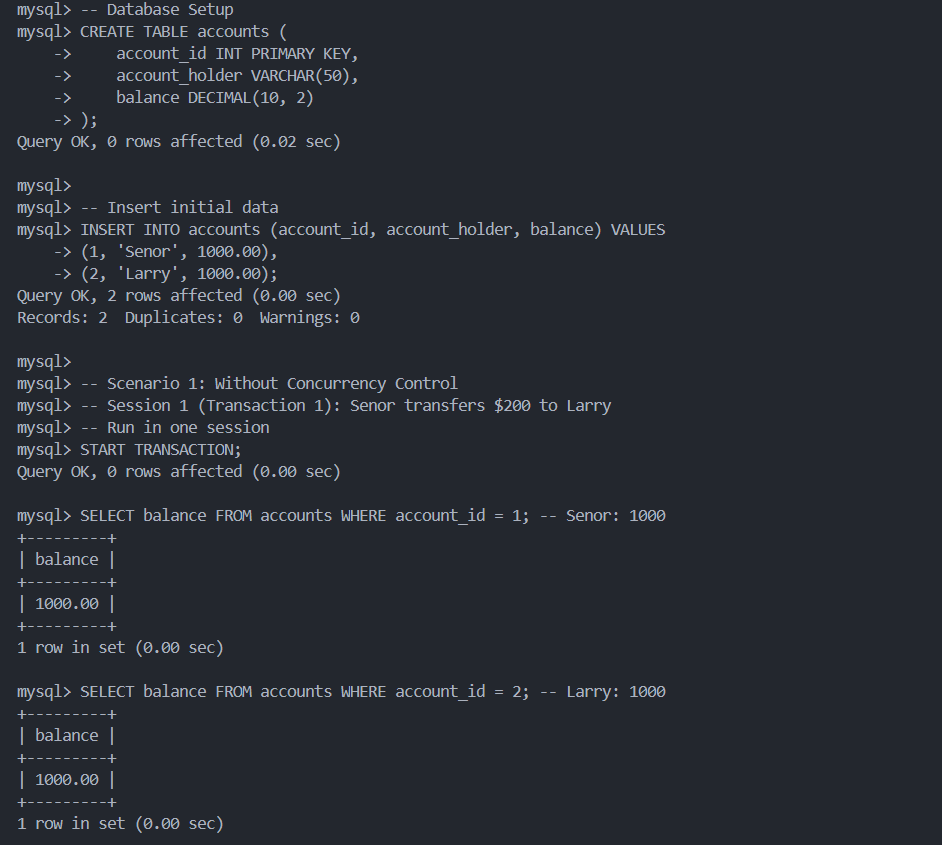 mysql> -- Database Setup
mysql> CREATE TABLE accounts (
    ->     account_id INT PRIMARY KEY,
    ->     account_holder VARCHAR(50),
    ->     balance DECIMAL(10, 2)
    -> );
Query OK, 0 rows affected (0.02 sec)

mysql>
mysql> -- Insert initial data
mysql> INSERT INTO accounts (account_id, account_holder, balance) VALUES
    -> (1, 'Senor', 1000.00),
    -> (2, 'Larry', 1000.00);
Query OK, 2 rows affected (0.00 sec)
Records: 2  Duplicates: 0  Warnings: 0

mysql>
mysql> -- Scenario 1: Without Concurrency Control
mysql> -- Session 1 (Transaction 1): Senor transfers $200 to Larry
mysql> -- Run in one session
mysql> START TRANSACTION;
Query OK, 0 rows affected (0.00 sec)

mysql> SELECT balance FROM accounts WHERE account_id = 1; -- Senor: 1000
+---------+
| balance |
+---------+
| 1000.00 |
+---------+
1 row in set (0.00 sec)

mysql> SELECT balance FROM accounts WHERE account_id = 2; -- Larry: 1000
+---------+
| balance |
+---------+
| 1000.00 |
+---------+
1 row in set (0.00 sec)